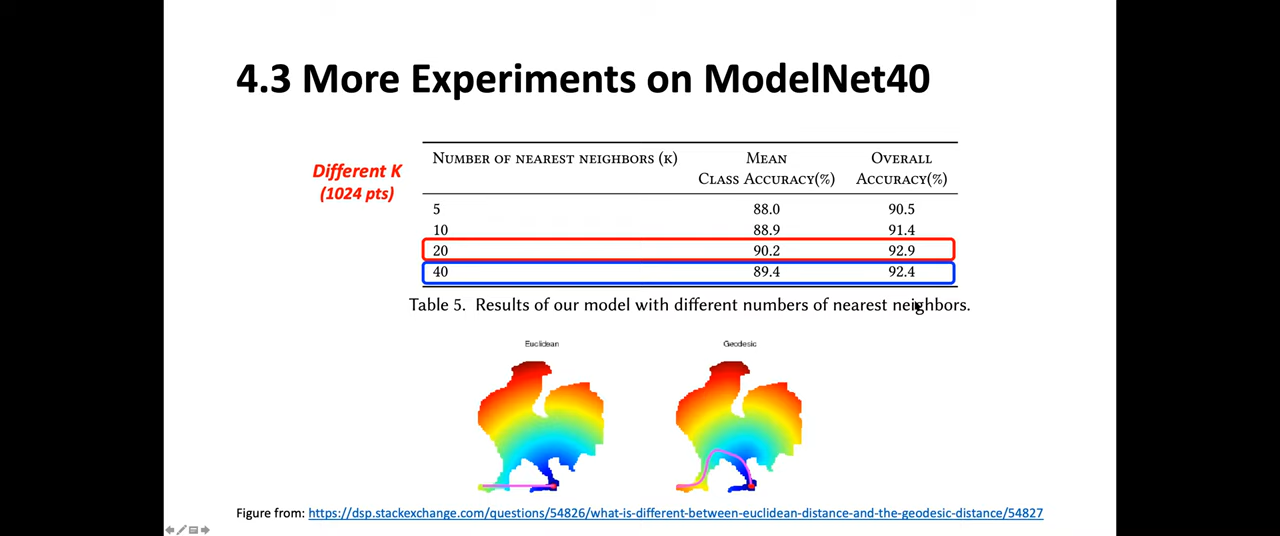 4.3 More Experiments on ModelNet40
Different K
(1024 pts)
Number of nearest neighbors (k) Mean Class Accuracy(%) Overall Accuracy(%)
5 88.0 90.5
10 88.9 91.4
20 90.2 92.9
40 89.4 92.4
Table 5. Results of our model with different numbers of nearest neighbors.
Euclidean Geodesic
Figure from: https://dsp.stackexchange.com/questions/54826/what-is-different-between-euclidean-distance-and-the-geodesic-distance/54827